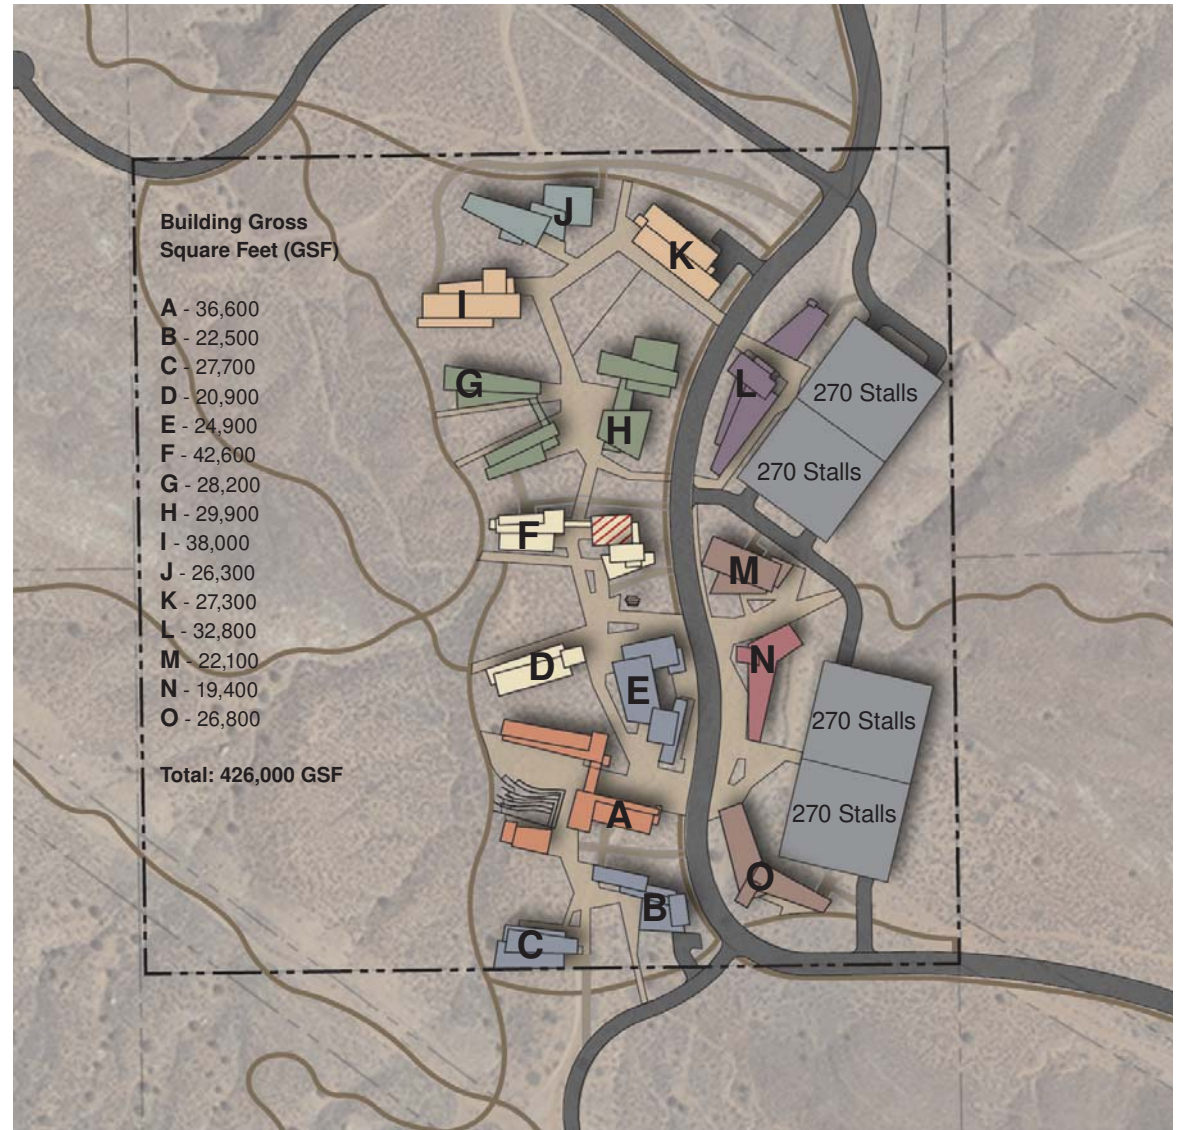 Building Gross
Square Feet (GSF)
A - 36,600
B - 22,500
C - 27,700
D - 20,900
E - 24,900
F - 42,600
G - 28,200
H - 29,900
I - 38,000
J - 26,300
K - 27,300
L - 32,800
M - 22,100
N - 19,400
O - 26,800
Total: 426,000 GSF
J
K
I
G
H
L
270 Stalls
270 Stalls
F
M
D
E
N
270 Stalls
270 Stalls
A
O
B
C